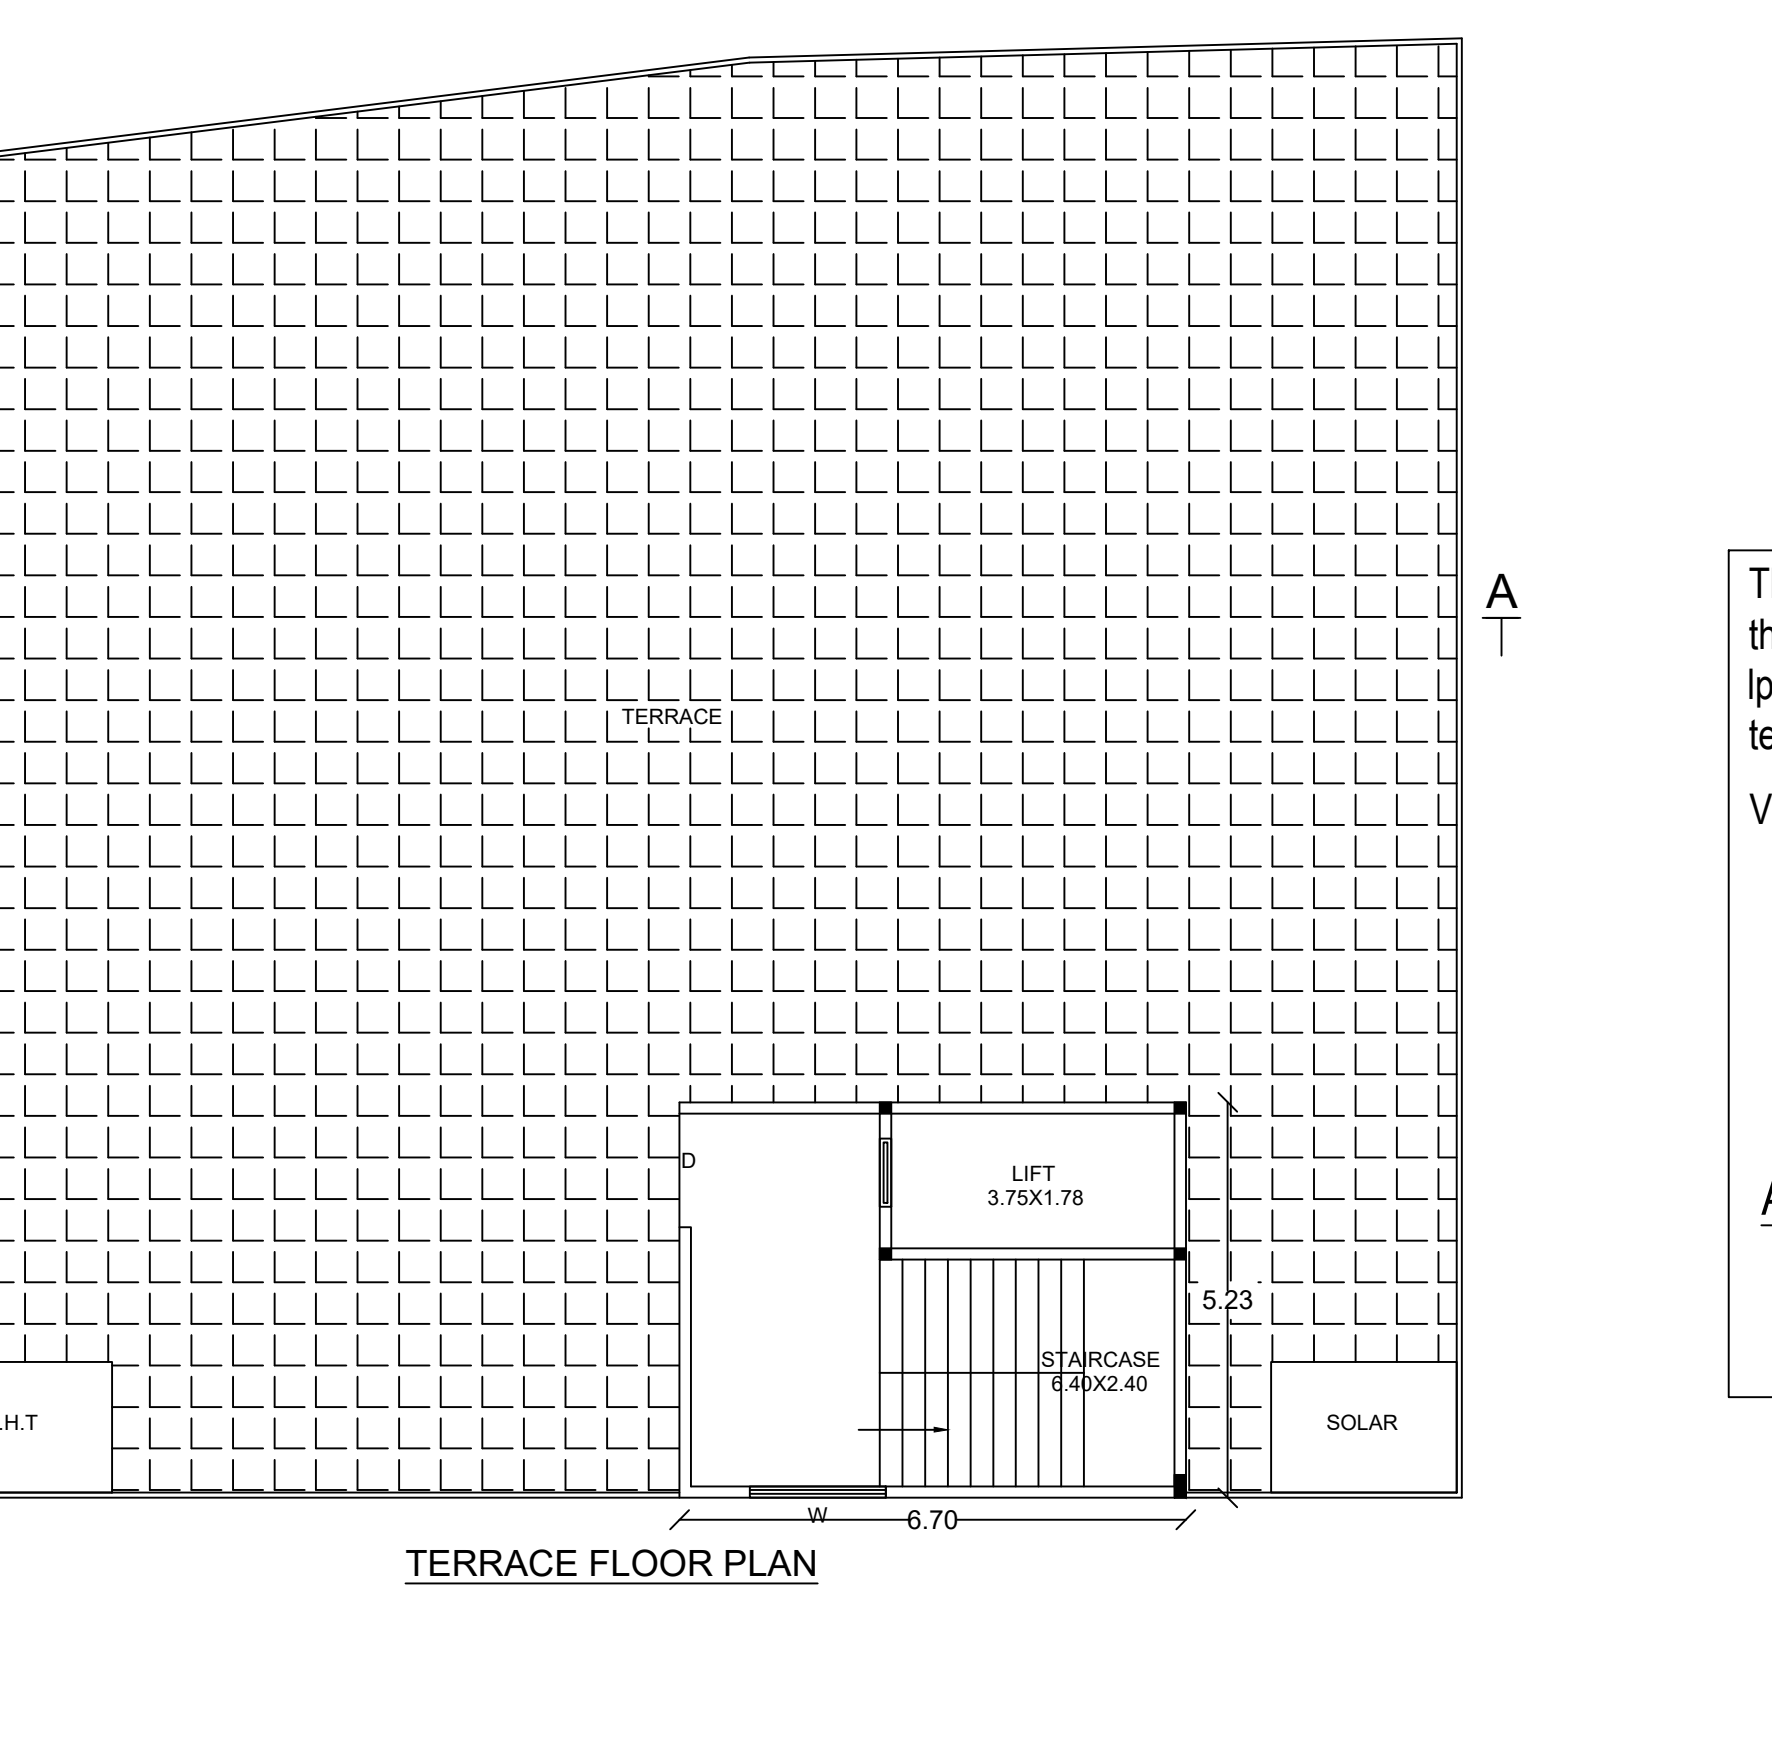 A
TERRACE
D
LIFT
3.75X1.78
5.23
STAIRCASE
6.40X2.40
.H.T
SOLAR
W
6.70
TERRACE FLOOR PLAN